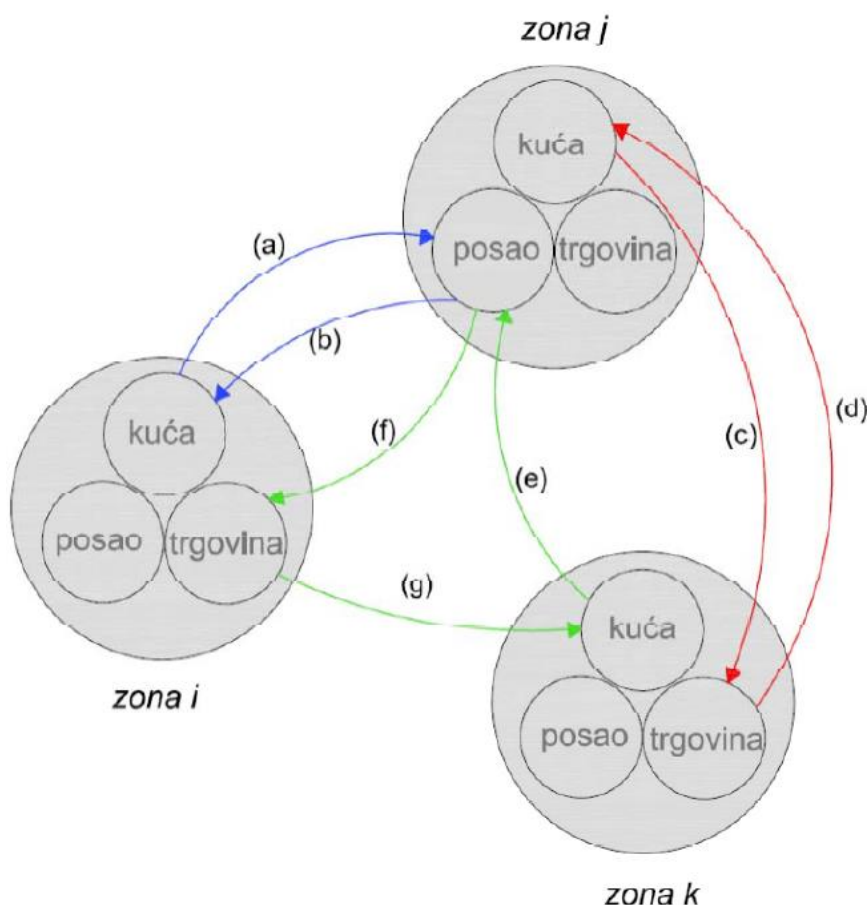 zona j
kuća
posao trgovina
(a)
(b)
(c)
(d)
(e)
(f)
(g)
kuća
posao trgovina
zona i
kuća
posao trgovina
zona k